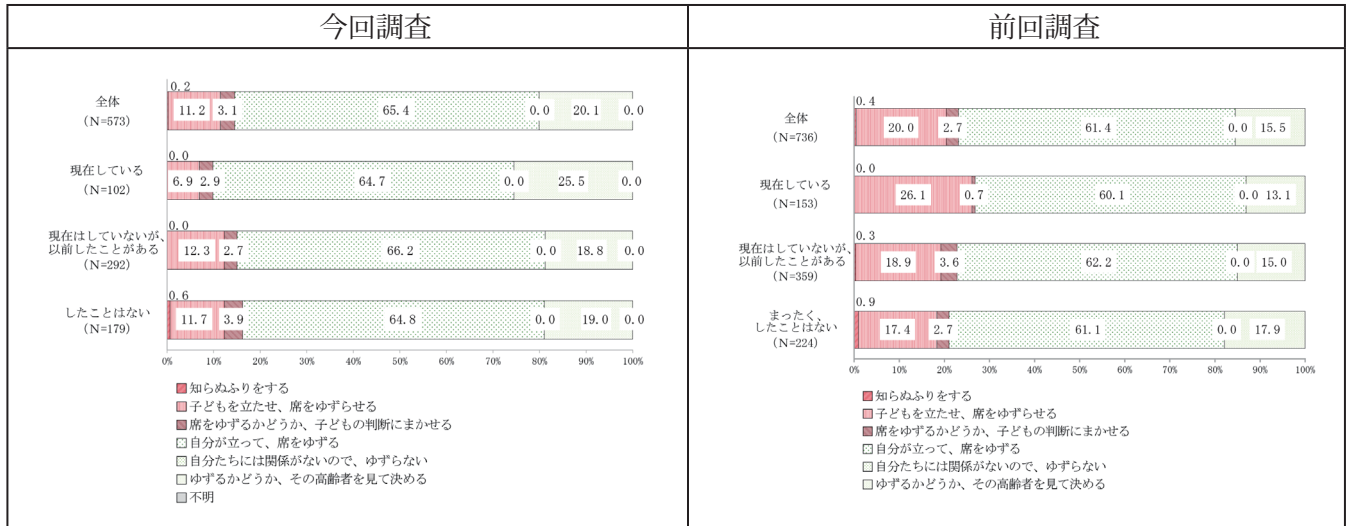 今回調査
前回調査
全体
（N=573）
0.2
11.2 3.1 65.4 0.0 20.1 0.0
現在している
（N=102）
0.0
6.9 2.9 64.7 0.0 25.5 0.0
現在はしていないが、
以前したことがある
（N=292）
0.0
12.3 2.7 66.2 0.0 18.8 0.0
したことはない
（N=179）
0.6
11.7 3.9 64.8 0.0 19.0 0.0
0% 10% 20% 30% 40% 50% 60% 70% 80% 90% 100%
知らぬふりをする
子どもを立たせ、席をゆずらせる
席をゆずるかどうか、子どもの判断にまかせる
自分が立って、席をゆずる
自分たちには関係がないので、ゆずらない
ゆずるかどうか、その高齢者を見て決める
不明
全体
（N=736）
0.4
20.0 2.7 61.4 0.0 15.5
現在している
（N=153）
0.0
26.1 0.7 60.1 0.0 13.1
現在はしていないが、
以前したことがある
（N=359）
0.3
18.9 3.6 62.2 0.0 15.0
まったく、
したことはない
（N=224）
0.9
17.4 2.7 61.1 0.0 17.9
0% 10% 20% 30% 40% 50% 60% 70% 80% 90% 100%
知らぬふりをする
子どもを立たせ、席をゆずらせる
席をゆずるかどうか、子どもの判断にまかせる
自分が立って、席をゆずる
自分たちには関係がないので、ゆずらない
ゆずるかどうか、その高齢者を見て決める